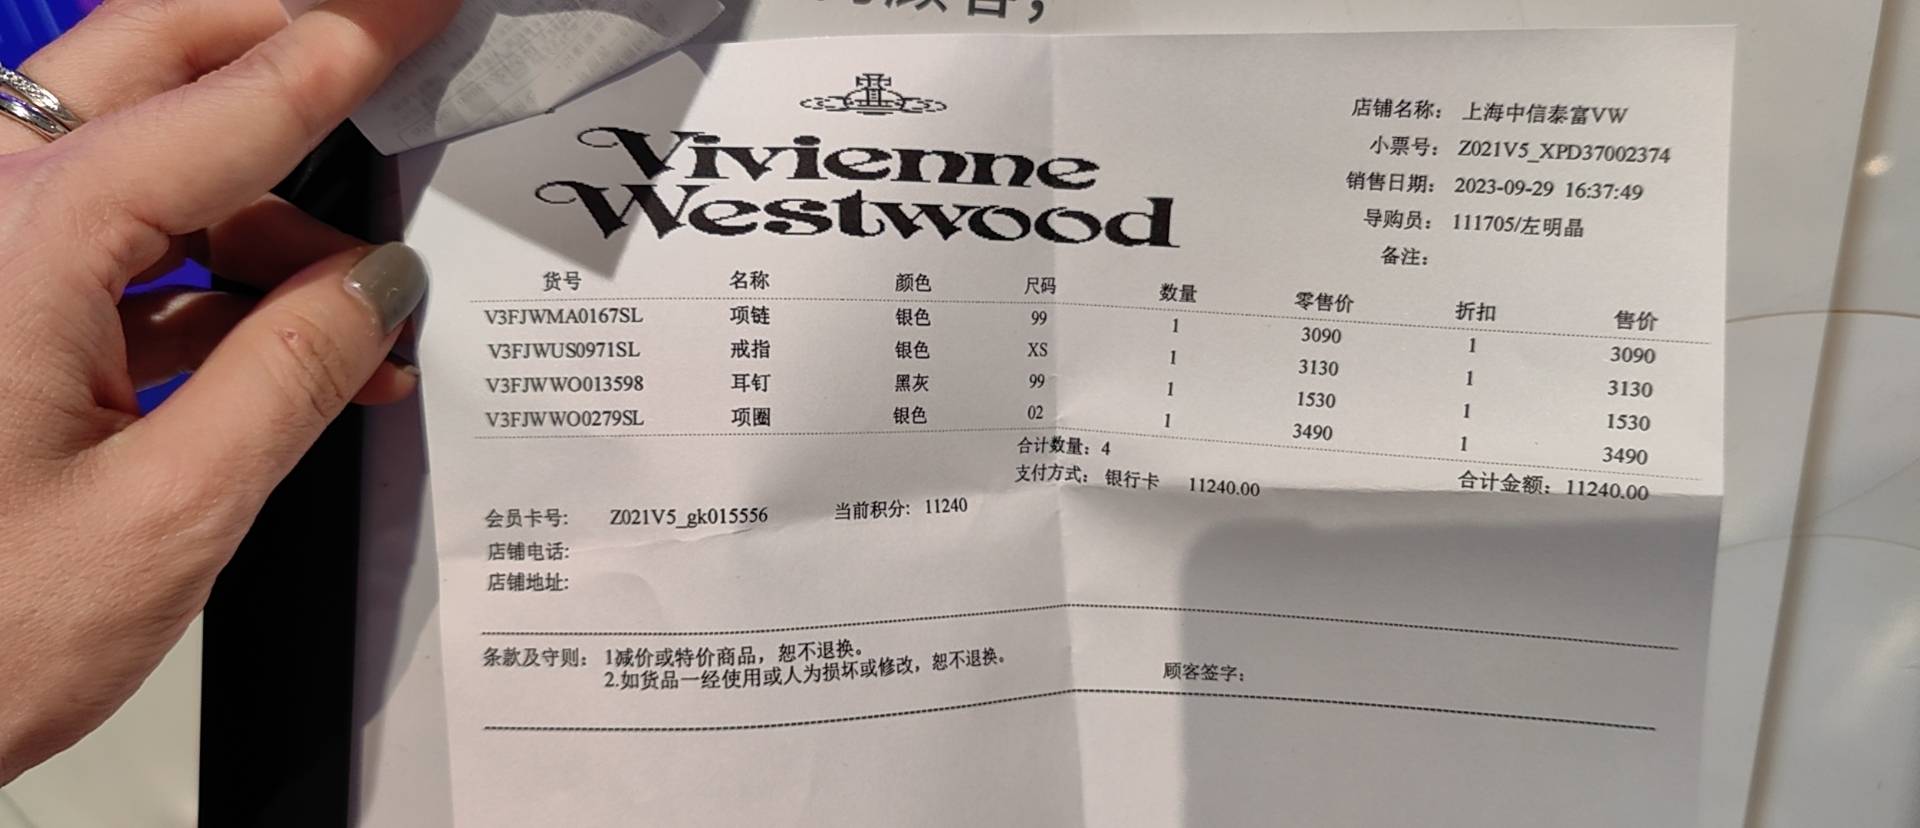 Vivienne
Westwood
店铺名称： 上海中信泰富VW
小票号： Z021V5_XPD37002374
销售日期： 2023-09-29 16:37:49
导购员： 111705/左明晶
备注：
货号 名称 颜色 尺码 数量 零售价 折扣 售价
V3FJWMA0167SL 项链 银色 99 1 3090 1 3090
V3FJWUS0971SL 戒指 银色 XS 1 3130 1 3130
V3FJWWO013598 耳钉 黑灰 99 1 1530 1 1530
V3FJWWO0279SL 项圈 银色 02 1 3490 1 3490
合计数量： 4
支付方式： 银行卡 11240.00 合计金额： 11240.00
会员卡号： Z021V5_gk015556 当前积分： 11240
店铺电话:
店铺地址:
条款及守则： 1减价或特价商品，恕不退换。
2.如货品一经使用或人为损坏或修改，恕不退换。
顾客签字: